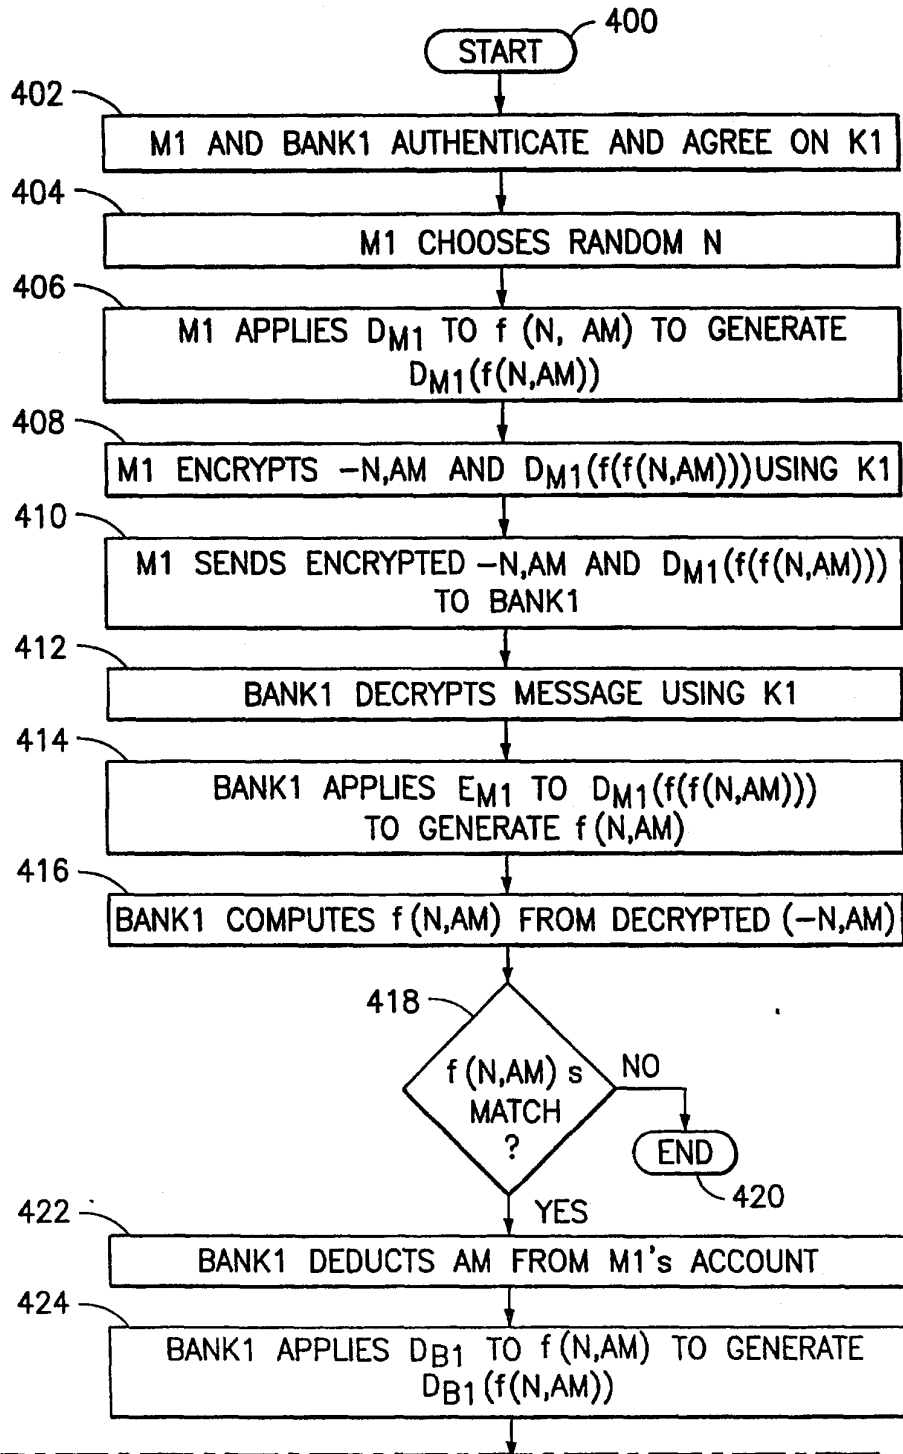 400
START
402
M1 AND BANK1 AUTHENTICATE AND AGREE ON K1
404
M1 CHOOSES RANDOM N
406
M1 APPLIES DM1 TO f (N, AM) TO GENERATE
DM1(f(N,AM))
408
M1 ENCRYPTS –N,AM AND DM1(f(f(N,AM)))USING K1
410
M1 SENDS ENCRYPTED –N,AM AND DM1(f(f(N,AM)))
TO BANK1
412
BANK1 DECRYPTS MESSAGE USING K1
414
BANK1 APPLIES EM1 TO DM1(f(f(N,AM)))
TO GENERATE f(N,AM)
416
BANK1 COMPUTES f(N,AM) FROM DECRYPTED (–N,AM)
418
f(N,AM) s
MATCH
?
NO
END
420
YES
422
BANK1 DEDUCTS AM FROM M1's ACCOUNT
424
BANK1 APPLIES DB1 TO f(N,AM) TO GENERATE
DB1(f(N,AM))